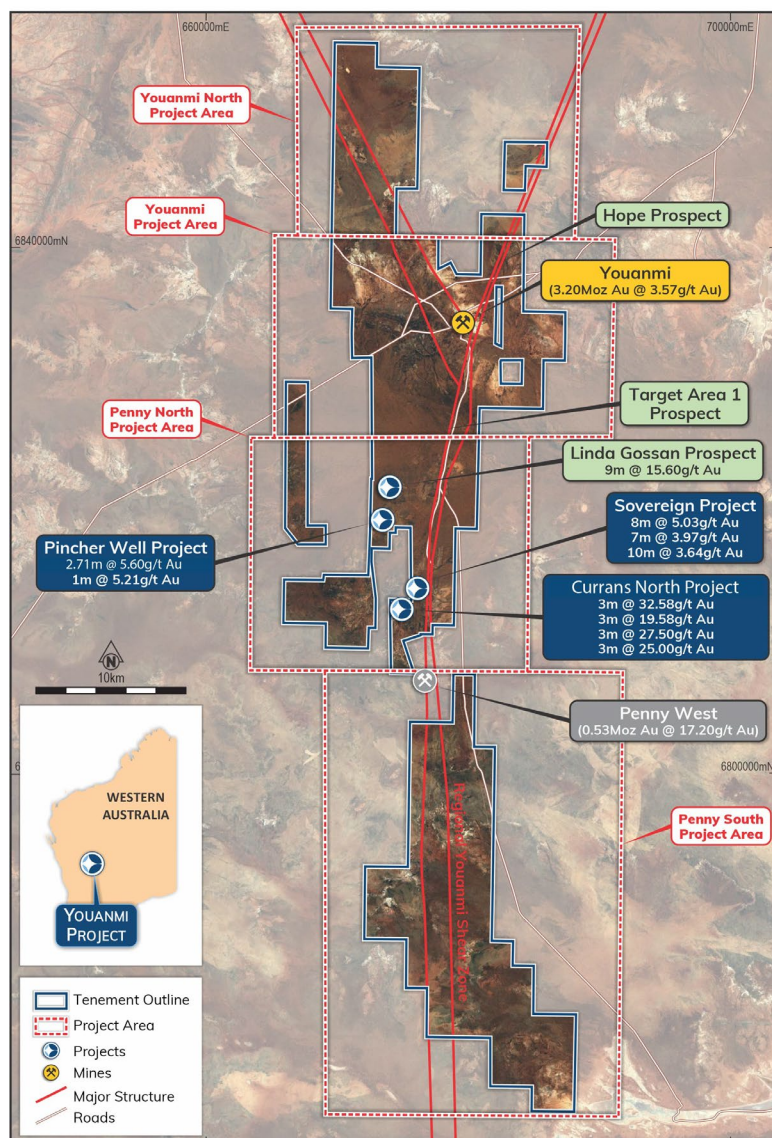 660000mE
700000mE
Youanmi North
Project Area
Youanmi
Project Area
Hope Prospect
6840000mN
Youanmi
(3.20Moz Au @ 3.57g/t Au)
Penny North
Project Area
Target Area 1
Prospect
Linda Gossan Prospect
9m @ 15.60g/t Au
Sovereign Project
8m @ 5.03g/t Au
7m @ 3.97g/t Au
10m @ 3.64g/t Au
Pincher Well Project
2.71m @ 5.60g/t Au
1m @ 5.21g/t Au
Currans North Project
3m @ 32.58g/t Au
3m @ 19.58g/t Au
3m @ 27.50g/t Au
3m @ 25.00g/t Au
N
10km
Penny West
(0.53Moz Au @ 17.20g/t Au)
6800000mN
WESTERN
AUSTRALIA
YOUANMI
PROJECT
Penny South
Project Area
Regional Youanmi Shear Zone
Tenement Outline
Project Area
Projects
Mines
Major Structure
Roads